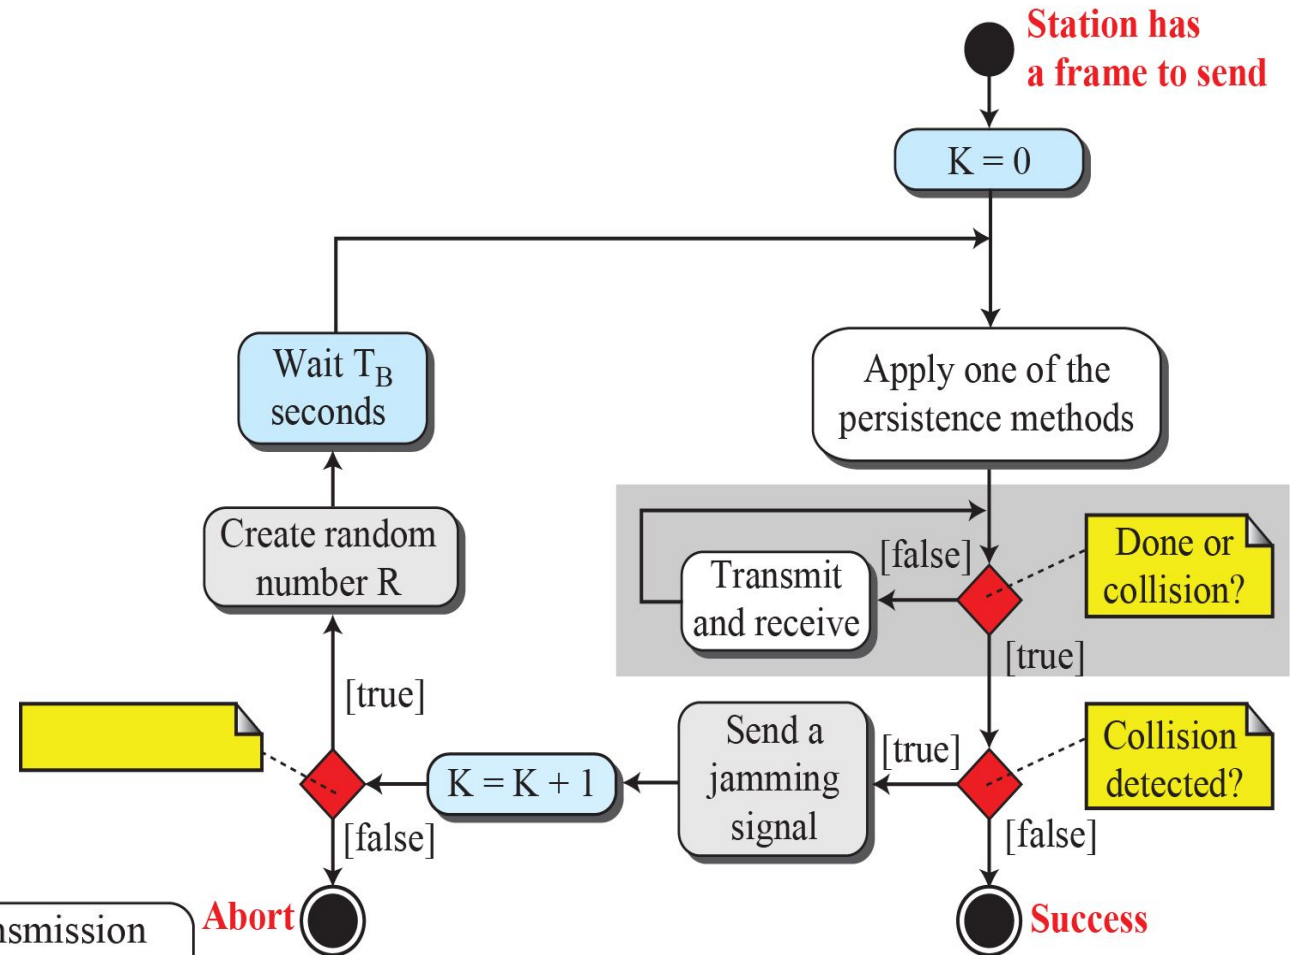 Station has
a frame to send
K = 0
Wait T_B
seconds
Apply one of the
persistence methods
Create random
number R
[false]
Done or
collision?
Transmit
and receive
[true]
[true]
Send a
jamming
signal
[true]
Collision
detected?
K = K + 1
[false]
[false]
Abort
Success
nsmission